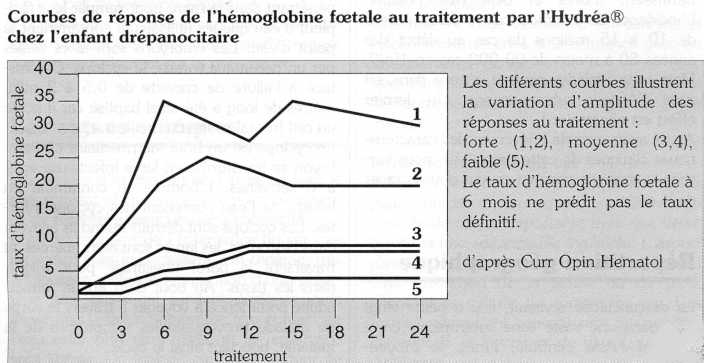 Courbes de réponse de l'hémoglobine fœtale au traitement par l'Hydréa®
chez l'enfant drépanocitaire
taux d'hémoglobine fœtale
40
35
30
25
20
15
10
5
0
1
2
3
4
5
0 3 6 9 12 15 18 21 24
traitement
Les différents courbes illustrent
la variation d'amplitude des
réponses au traitement :
forte (1,2), moyenne (3,4),
faible (5).
Le taux d'hémoglobine fœtale à
6 mois ne prédit pas le taux
définitif.
d'après Curr Opin Hematol